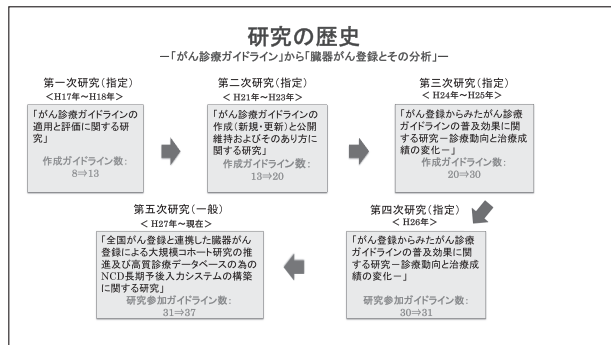 研究の歴史
－「がん診療ガイドライン」から「臓器がん登録とその分析」－
第一次研究（指定）
＜H17年～H18年＞
「がん診療ガイドラインの
適用と評価に関する研
究」
作成ガイドライン数：
8⇒13
第二次研究（指定）
＜H21年～H23年＞
「がん診療ガイドラインの
作成（新規・更新）と公開
維持およびそのあり方に
関する研究」
作成ガイドライン数：
13⇒20
第三次研究（指定）
＜H24年～H25年＞
「がん登録からみたがん診療
ガイドラインの普及効果に関
する研究－診療動向と治療成
績の変化－」
作成ガイドライン数：
20⇒30
第四次研究（指定）
＜H26年＞
「がん登録からみたがん診療
ガイドラインの普及効果に関
する研究－診療動向と治療成
績の変化－」
研究参加ガイドライン数：
30⇒31
第五次研究（一般）
＜H27年～現在＞
「全国がん登録と連携した臓器がん
登録による大規模コホート研究の推
進及び高質診療データベースの為の
NCD長期予後入力システムの構築
に関する研究」
研究参加ガイドライン数：
31⇒37